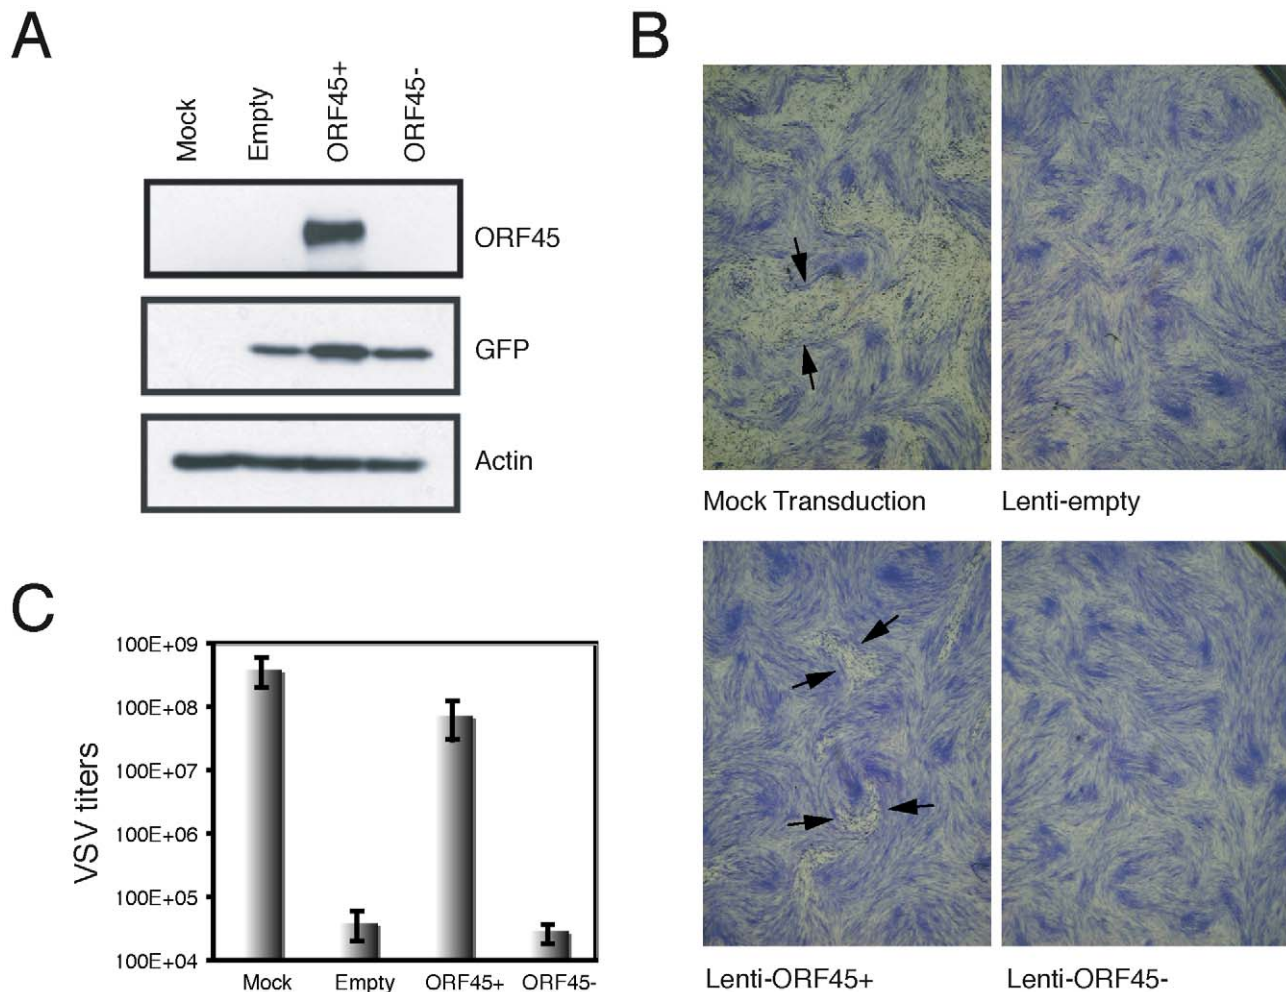 A
Mock
Empty
ORF45+
ORF45-
ORF45
GFP
Actin
B
Mock Transduction
Lenti-empty
Lenti-ORF45+
Lenti-ORF45-
C
VSV titers
100E+09
100E+08
100E+07
100E+06
100E+05
100E+04
Mock
Empty
ORF45+
ORF45-